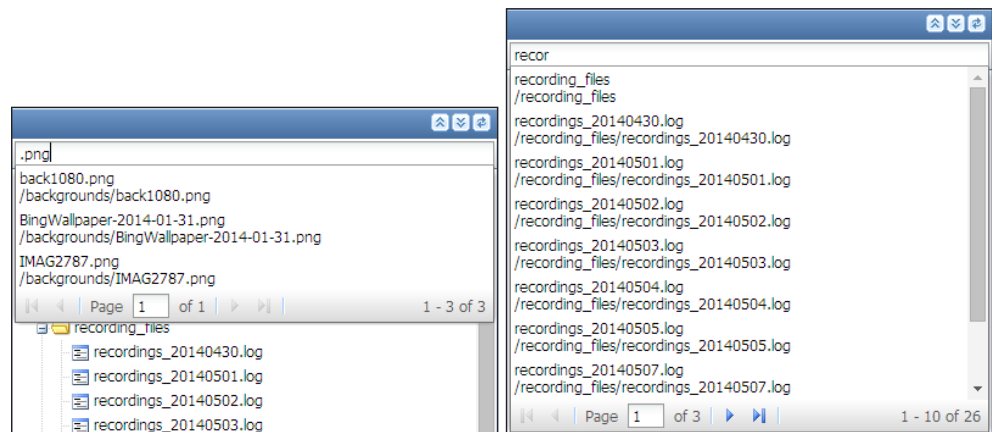 .png
back1080.png
/backgrounds/back1080.png
BingWallpaper-2014-01-31.png
/backgrounds/BingWallpaper-2014-01-31.png
IMAG2787.png
/backgrounds/IMAG2787.png
Page 1 of 1 1 - 3 of 3
recording_files
recordings_20140430.log
recordings_20140501.log
recordings_20140502.log
recordings_20140503.log
recor
recording_files
/recording_files
recordings_20140430.log
/recording_files/recordings_20140430.log
recordings_20140501.log
/recording_files/recordings_20140501.log
recordings_20140502.log
/recording_files/recordings_20140502.log
recordings_20140503.log
/recording_files/recordings_20140503.log
recordings_20140504.log
/recording_files/recordings_20140504.log
recordings_20140505.log
/recording_files/recordings_20140505.log
recordings_20140507.log
/recording_files/recordings_20140507.log
Page 1 of 3 1 - 10 of 26